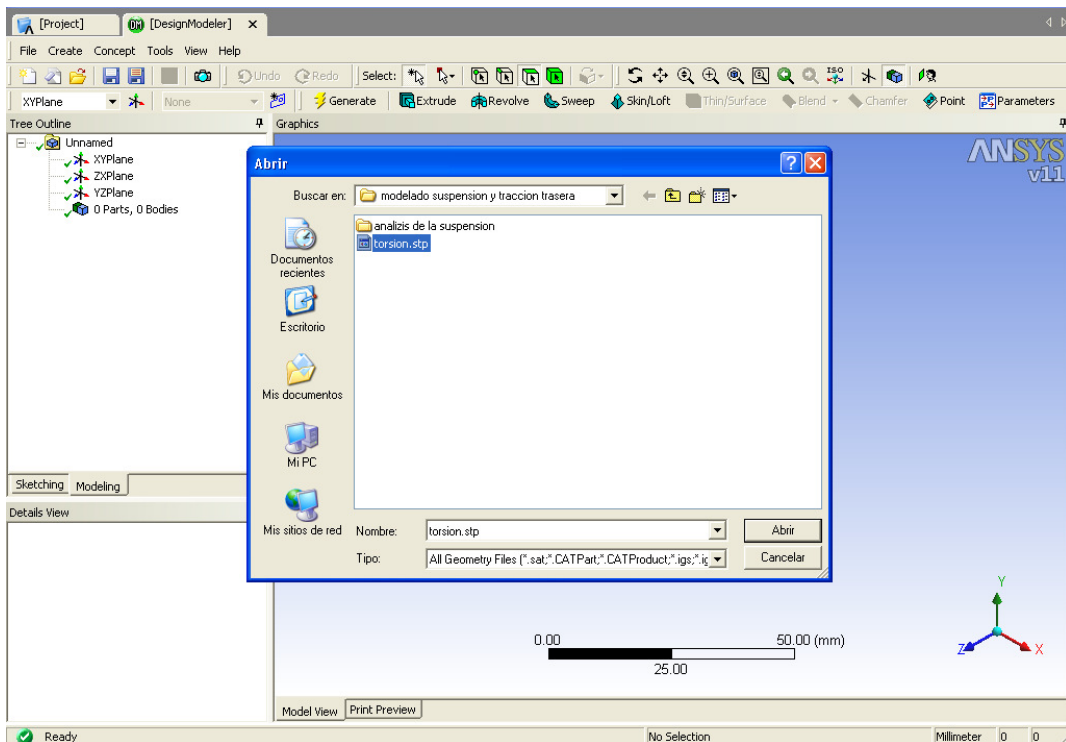 [Project] [DesignModeler]
File Create Concept Tools View Help
Undo Redo Select: ISO
XYPlane None Generate Extrude Revolve Sweep Skin/Loft Thin/Surface Blend Chamfer Point Parameters
Tree Outline Graphics
Unnamed
XYPlane
ZXPlane
YZPlane
0 Parts, 0 Bodies
ANSYS
v11
Abrir
Buscar en: modelado suspension y traccion trasera
analizis de la suspension
torsion.stp
Documentos
recientes
Escritorio
Mis documentos
Mi PC
Mis sitios de red
Nombre: torsion.stp Abrir
Tipo: All Geometry Files (*.sat;*.CATPart;*.CATProduct;*.igs;*.ig Cancelar
Sketching Modeling
Details View
Y
Z X
0.00 50.00 (mm)
25.00
Model View Print Preview
Ready No Selection Millimeter 0 0